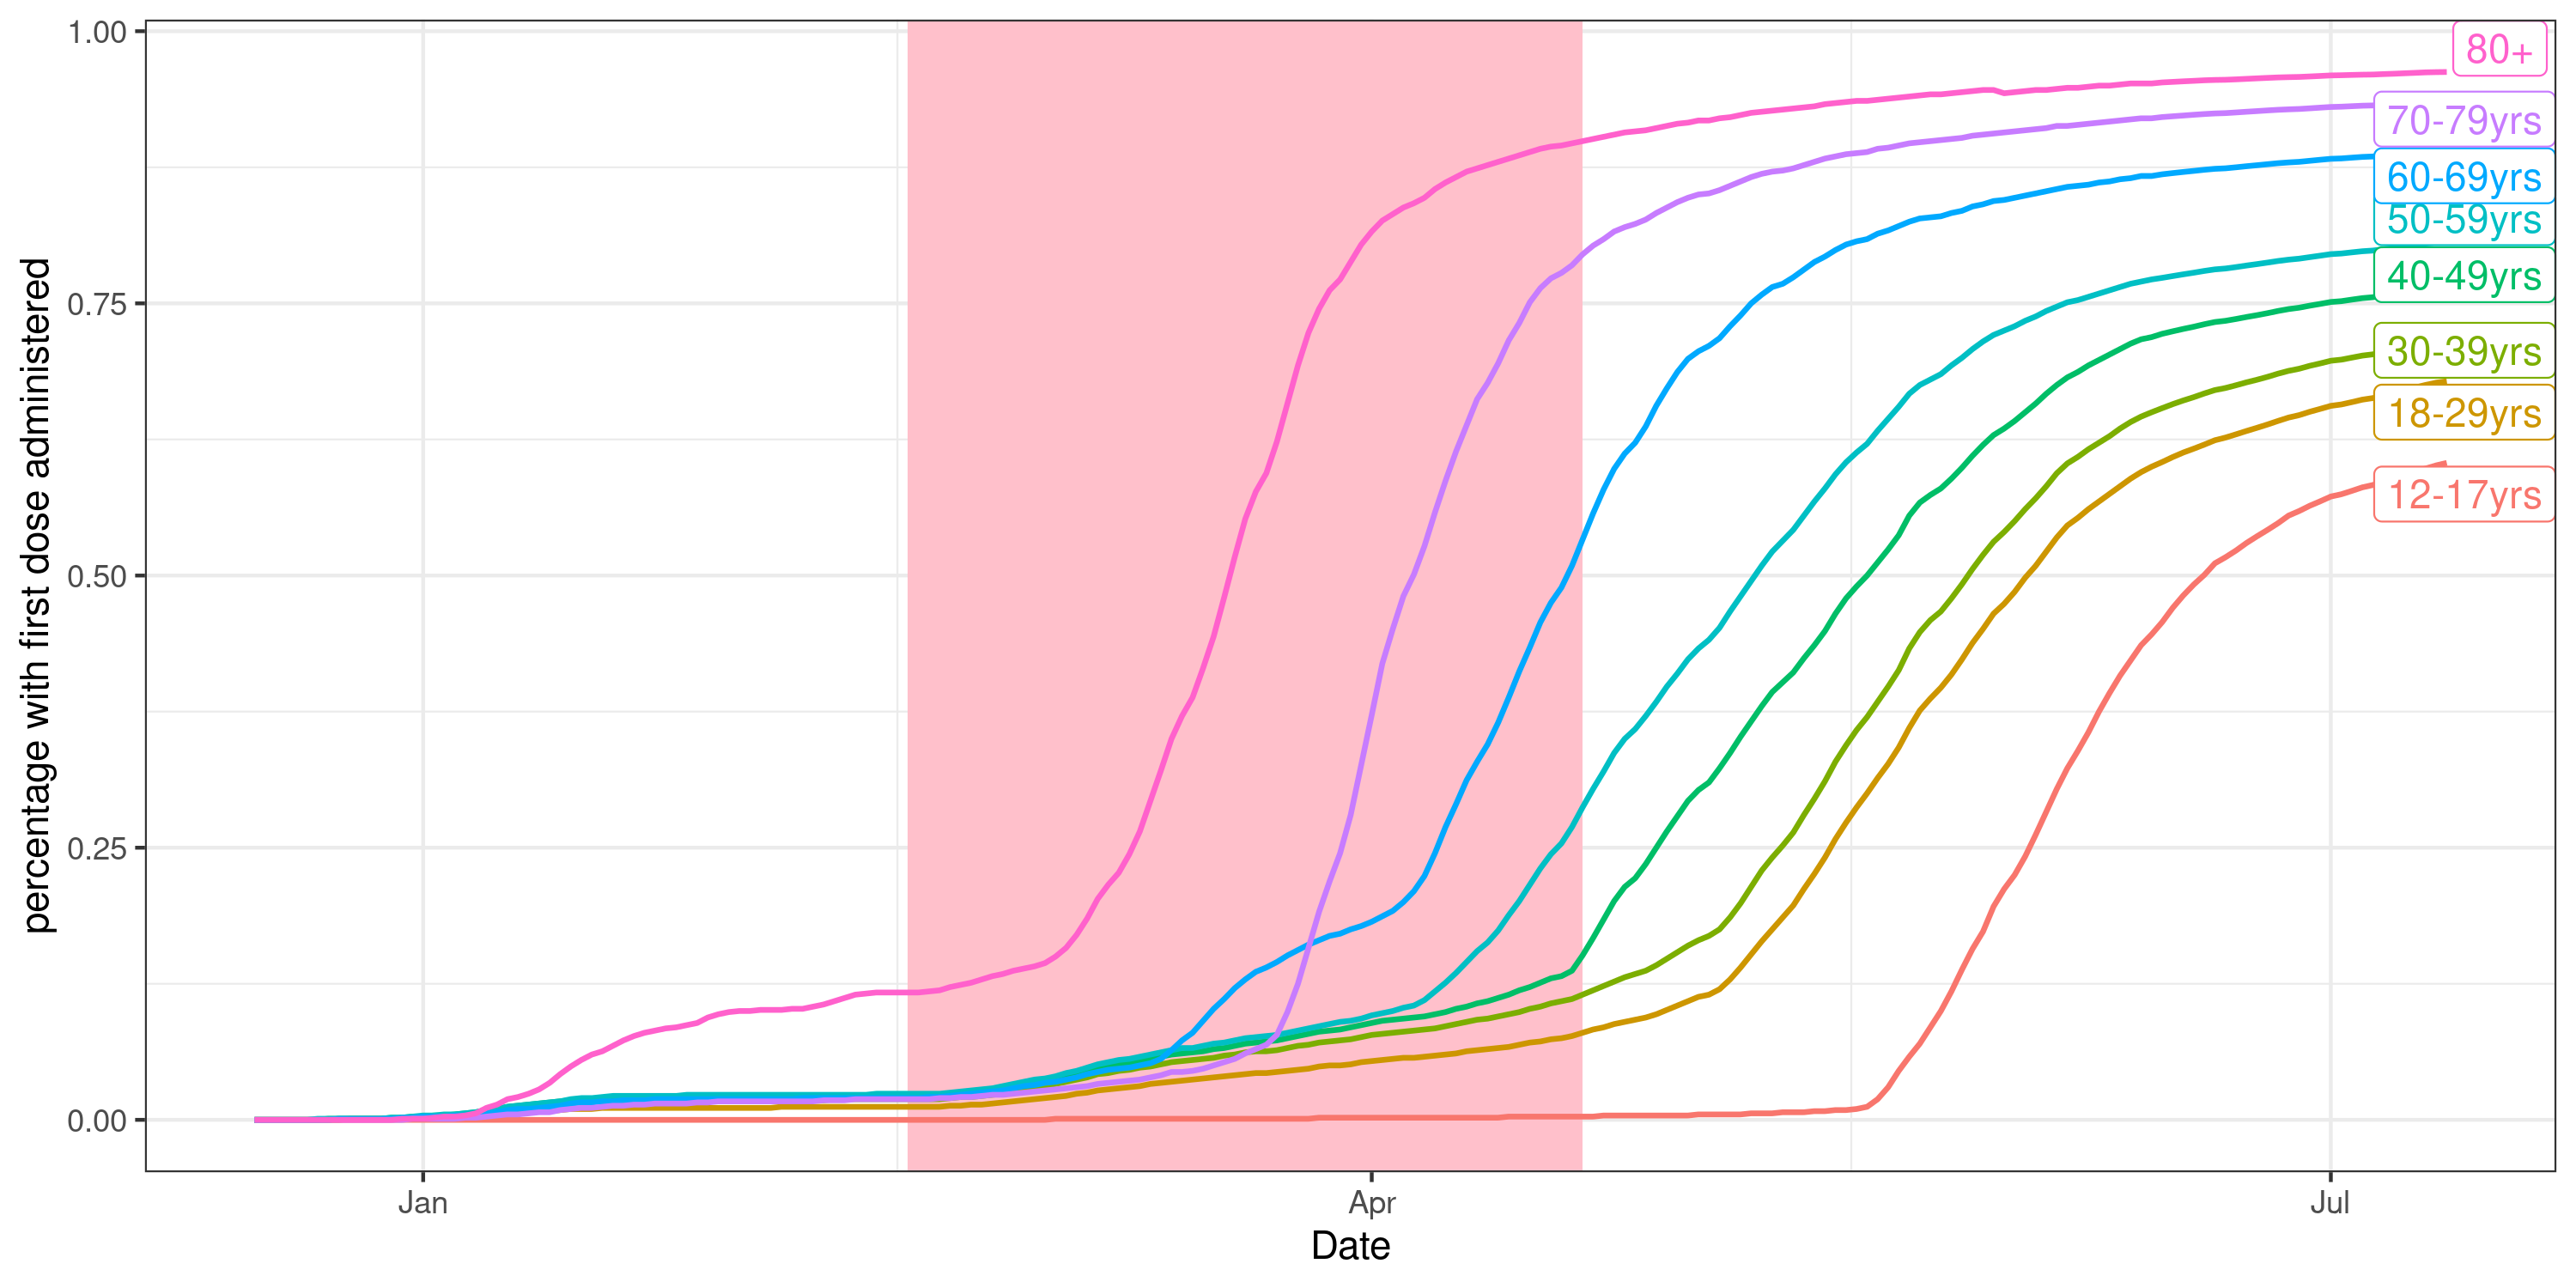 percentage with first dose administered
1.00
0.75
0.50
0.25
0.00
80+
70-79yrs
60-69yrs
50-59yrs
40-49yrs
30-39yrs
18-29yrs
12-17yrs
Jan
Apr
Jul
Date